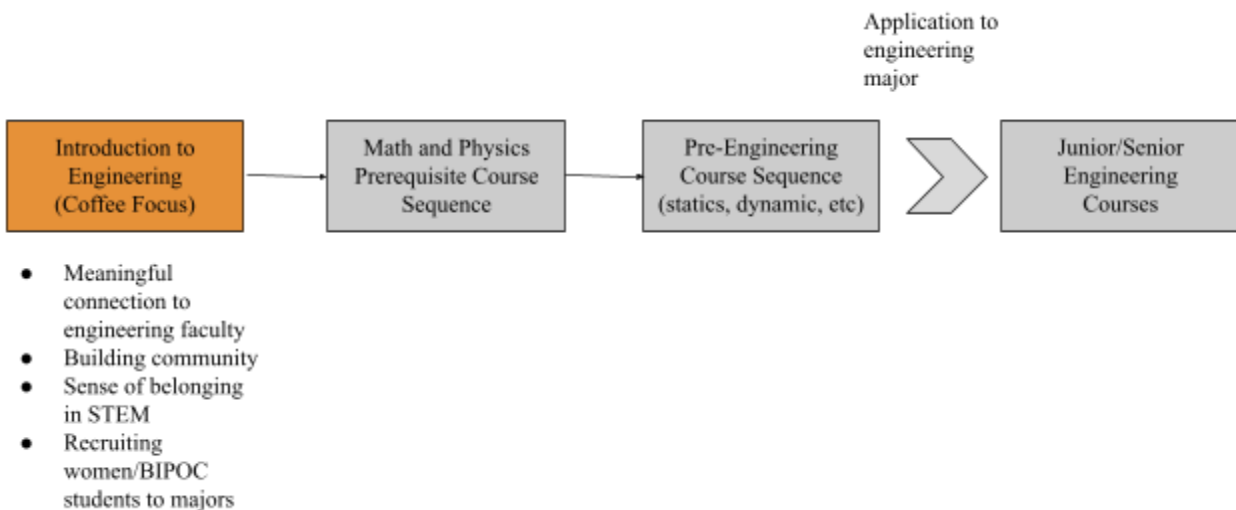 Application to
engineering
major
Introduction to
Engineering
(Coffee Focus)
Math and Physics
Prerequisite Course
Sequence
Pre-Engineering
Course Sequence
(statics, dynamic, etc)
Junior/Senior
Engineering
Courses
● Meaningful
connection to
engineering faculty
● Building community
● Sense of belonging
in STEM
● Recruiting
women/BIPOC
students to majors